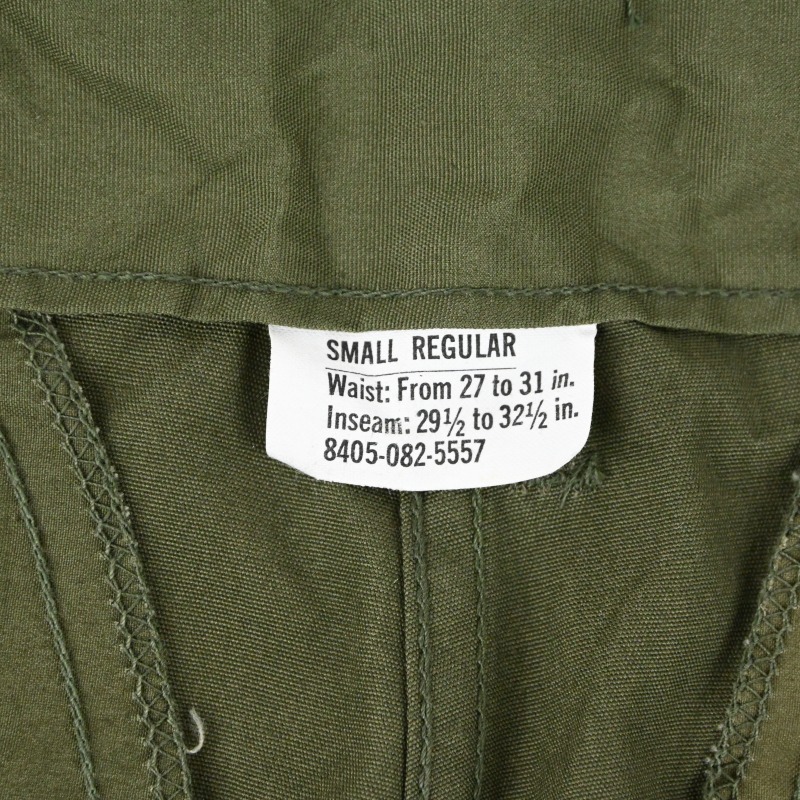 SMALL REGULAR
Waist: From 27 to 31 in.
Inseam: 29½ to 32½ in.
8405-082-5557